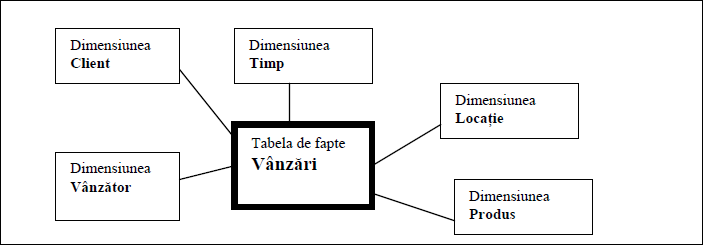 Dimensiunea
Client
Dimensiunea
Timp
Dimensiunea
Locație
Tabela de fapte
Vânzări
Dimensiunea
Vânzător
Dimensiunea
Produs